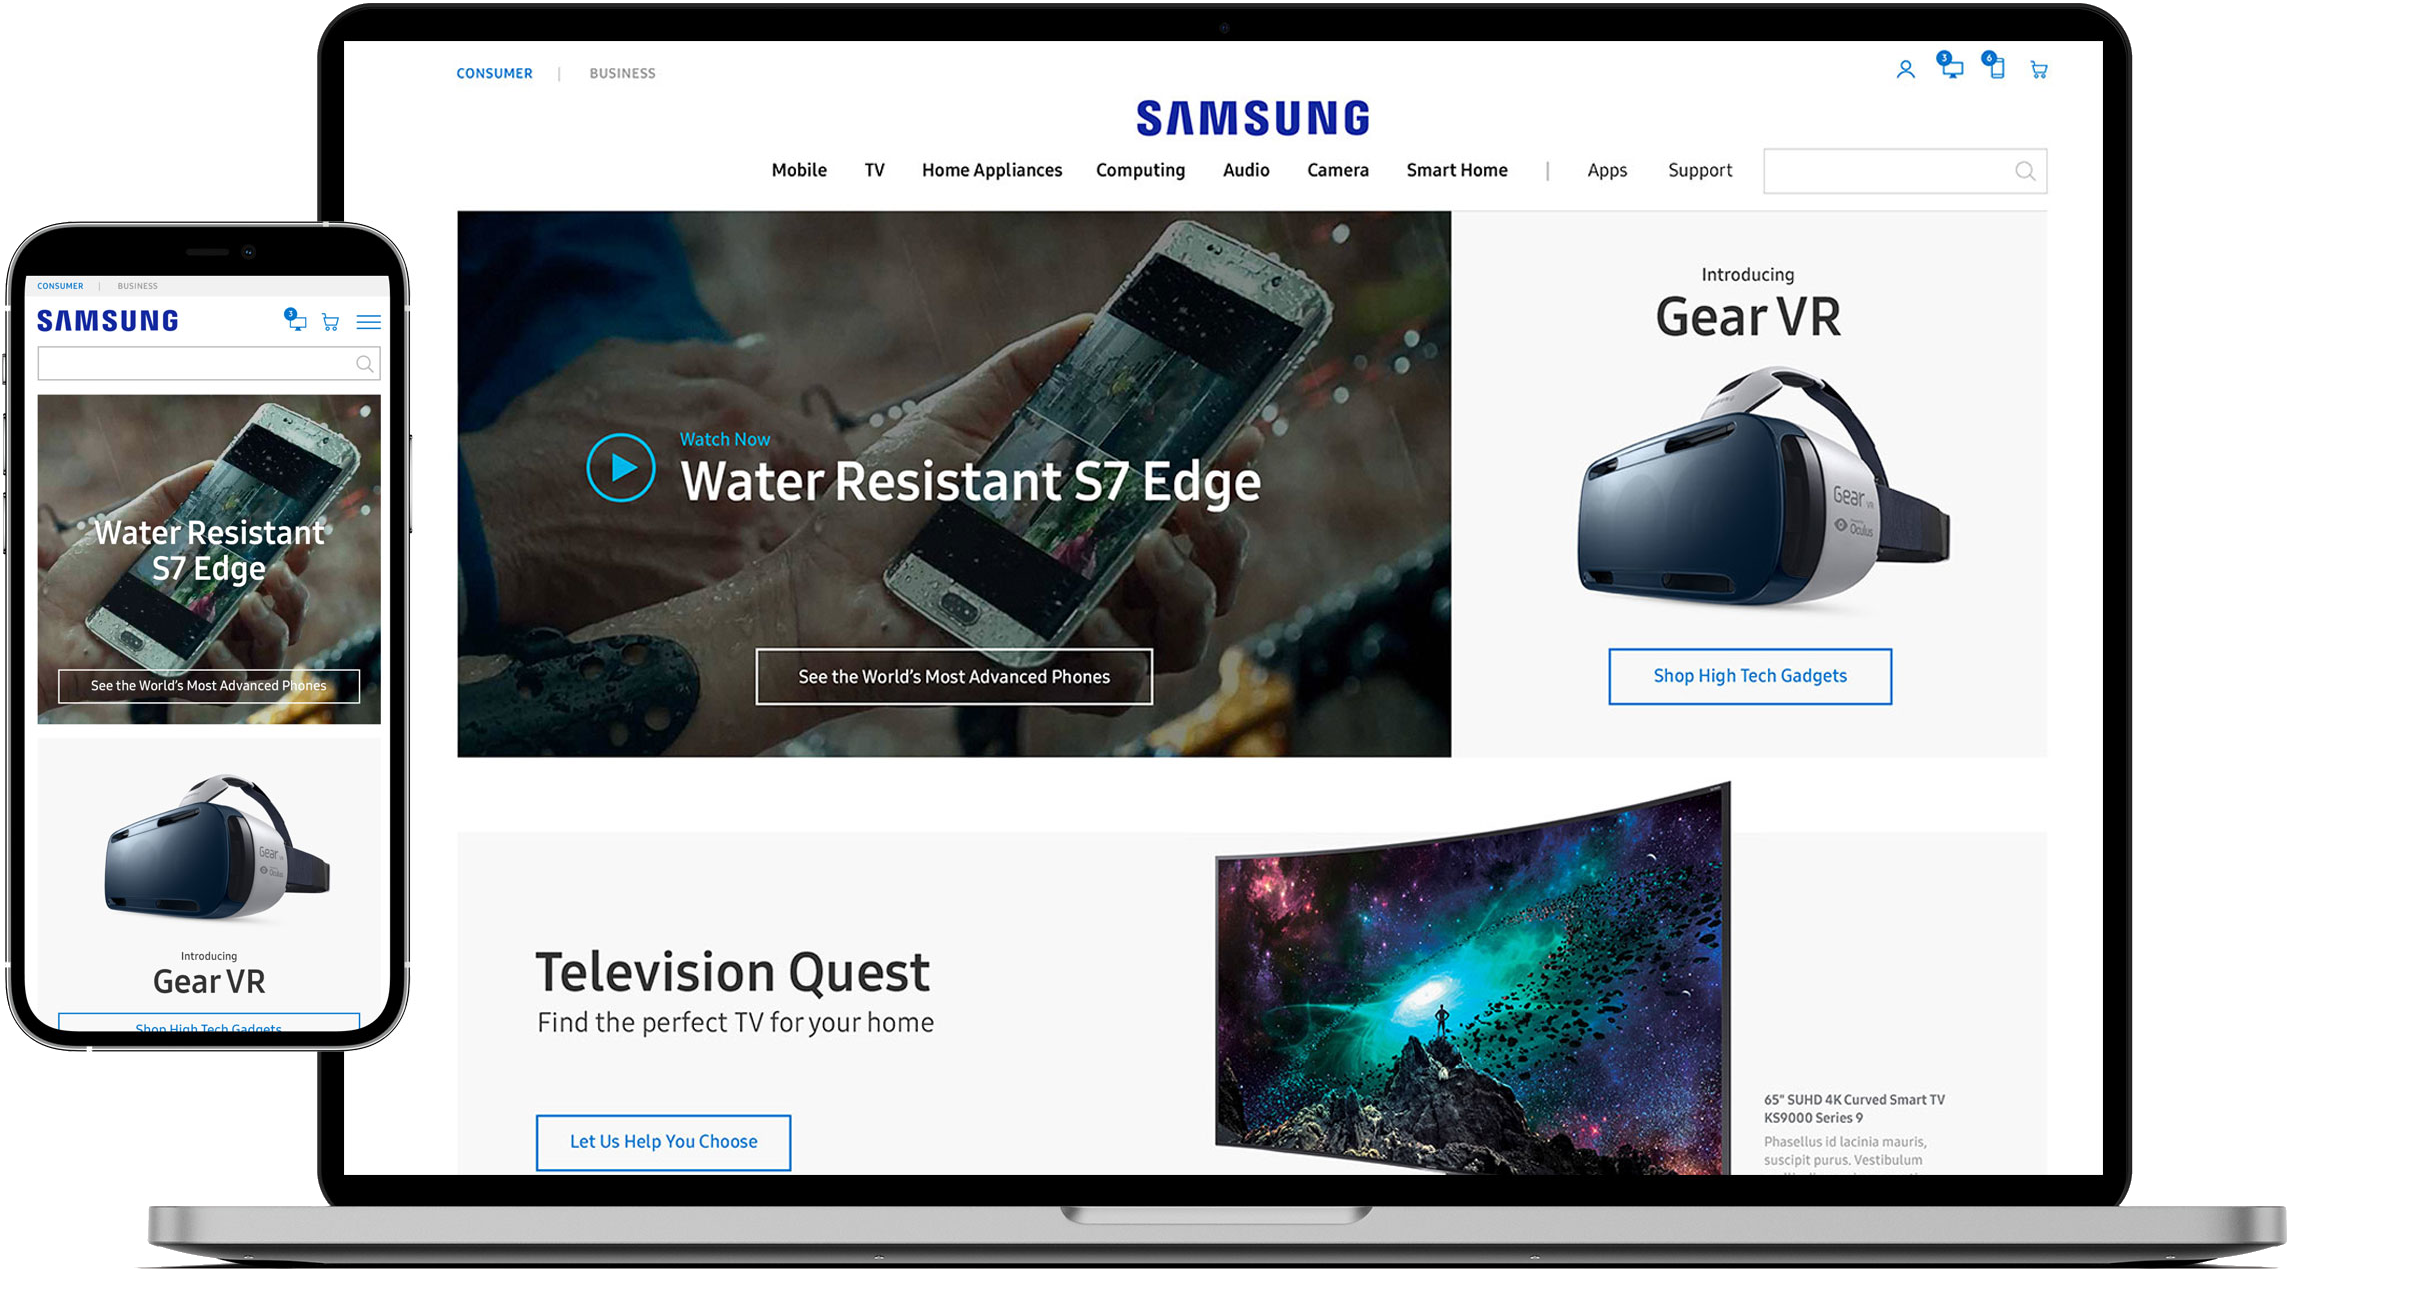 CONSUMER | BUSINESS
3 6
SAMSUNG
Mobile TV Home Appliances Computing Audio Camera Smart Home | Apps Support
Watch Now
Water Resistant S7 Edge
See the World's Most Advanced Phones
Introducing
Gear VR
Gear VR
Oculus
Shop High Tech Gadgets
Television Quest
Find the perfect TV for your home
Let Us Help You Choose
65" SUHD 4K Curved Smart TV
KS9000 Series 9
Phasellus id lacinia mauris,
suscipit purus. Vestibulum
CONSUMER | BUSINESS
SAMSUNG
3
Water Resistant
S7 Edge
See the World's Most Advanced Phones
Gear
Oculus
Introducing
Gear VR
Shop High Tech Gadgets